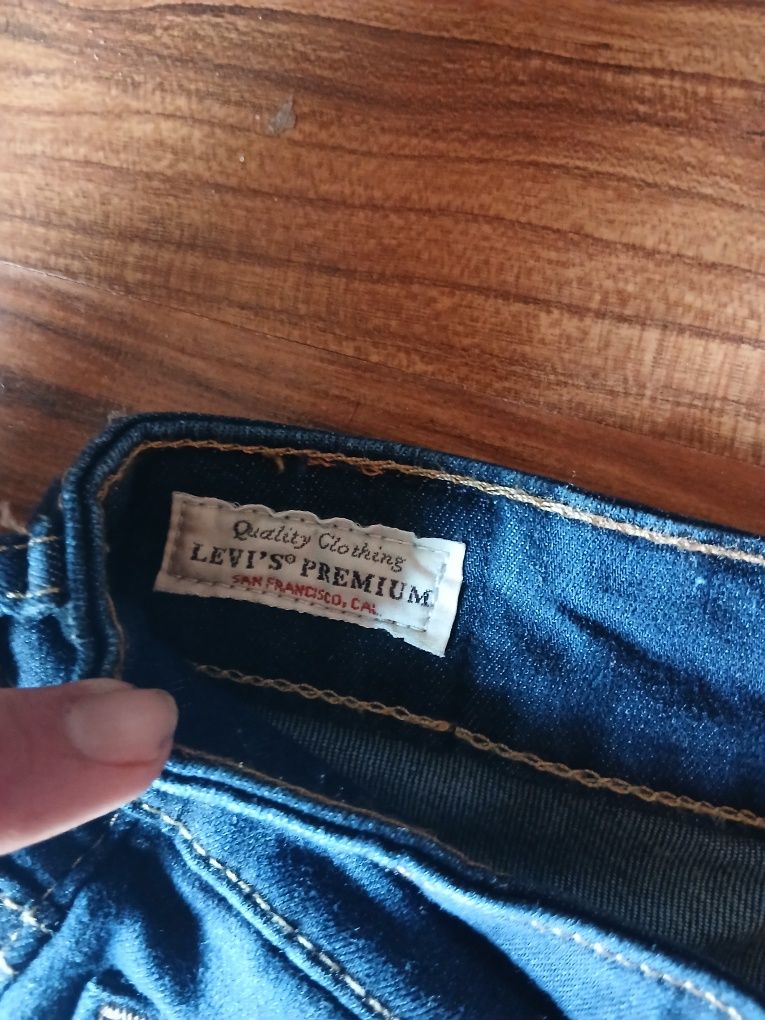 Quality Clothing
LEVI'S® PREMIUM
SAN FRANCISCO, CAL